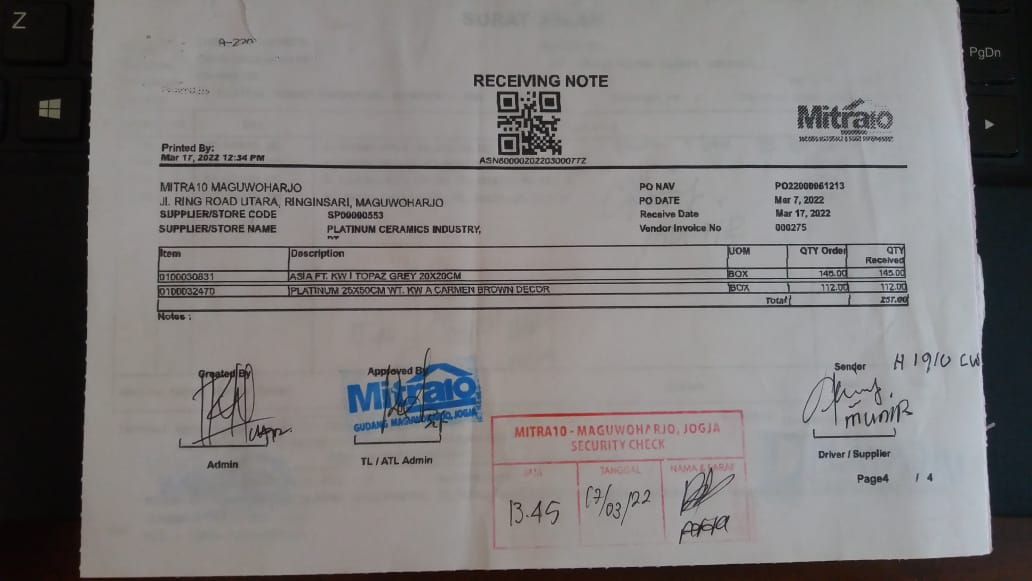 Z
PgDn
A-220
RECEIVING NOTE
Mitra10
Printed By:
Mar 17, 2022 12:34 PM
ASN6000020220300077Z
MITRA10 MAGUWOHARJO
Jl. RING ROAD UTARA, RINGINSARI, MAGUWOHARJO
SUPPLIER/STORE CODE SP00000553
SUPPLIER/STORE NAME PLATINUM CERAMICS INDUSTRY,
PT
PO NAV PO22000061213
PO DATE Mar 7, 2022
Receive Date Mar 17, 2022
Vendor Invoice No 000275
Item Description UOM QTY Order QTY Received
0100030831 ASIA FT. KW I TOPAZ GREY 20X20CM BOX 145.00 145.00
0100032470 PLATINUM 25X50CM WT. KW A CARMEN BROWN DECOR BOX 112.00 112.00
Total 257.00
Notes :
Created By
Admin
Approved By
Mitra10
GUDANG MAGUWOHARJO, JOGJA
TL / ATL Admin
MITRA10 - MAGUWOHARJO, JOGJA
SECURITY CHECK
JAM TANGGAL NAMA & PARAF
13.45 17/03/22
Sender H 1910 CW
MUNIR
Driver / Supplier
Page4 / 4